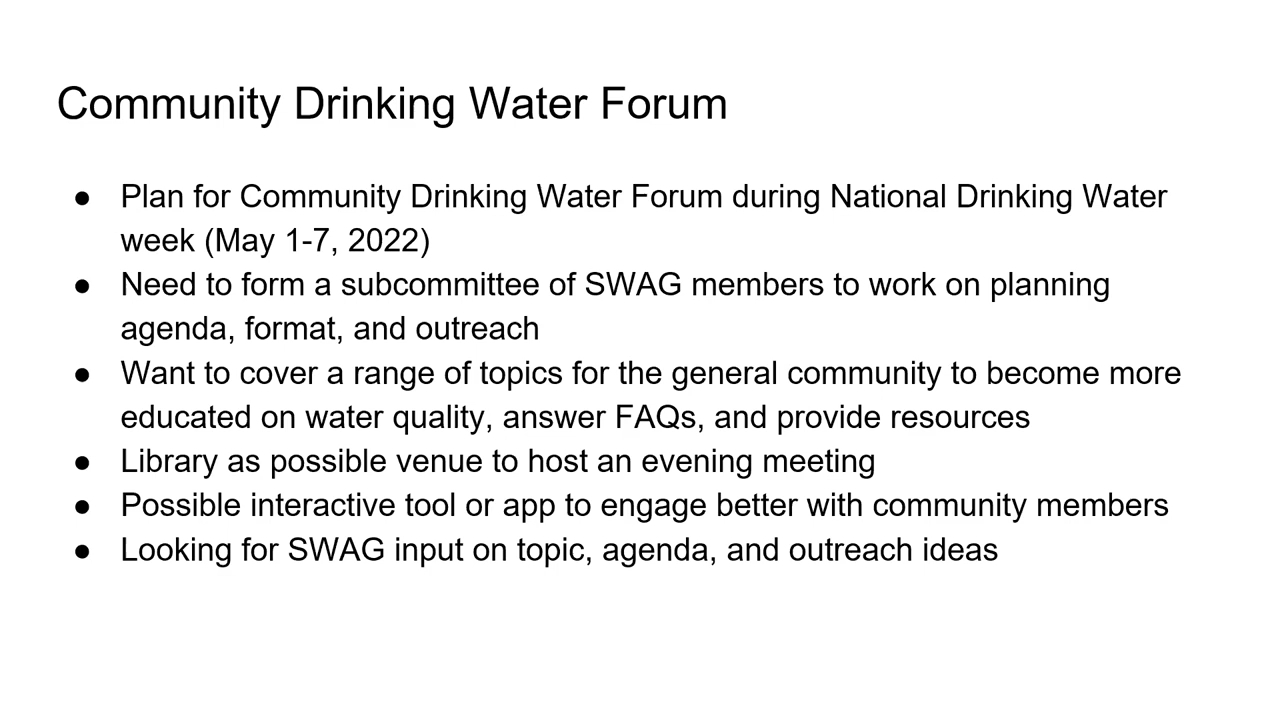 Community Drinking Water Forum
● Plan for Community Drinking Water Forum during National Drinking Water
week (May 1-7, 2022)
● Need to form a subcommittee of SWAG members to work on planning
agenda, format, and outreach
● Want to cover a range of topics for the general community to become more
educated on water quality, answer FAQs, and provide resources
● Library as possible venue to host an evening meeting
● Possible interactive tool or app to engage better with community members
● Looking for SWAG input on topic, agenda, and outreach ideas